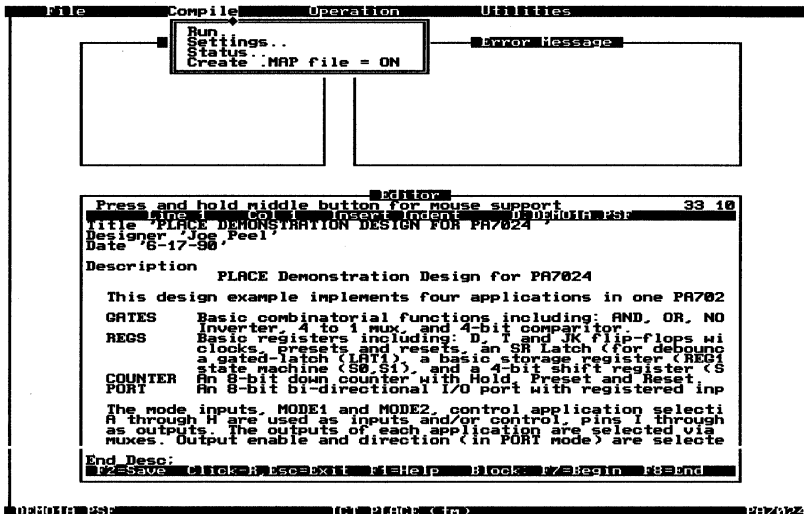 File Compile Operation Utilities
Run..
Settings..
Status..
Create .MAP file = ON
Error Message
Editor
Press and hold middle button for mouse support 33 10
Line 1 Col 1 Insert Indent D:DEMO1A.PSF
Title 'PLACE DEMONSTRATION DESIGN FOR PA7024 '
Designer 'Joe Peel'
Date '6-17-90'
Description
PLACE Demonstration Design for PA7024
This design example implements four applications in one PA702
GATES Basic combinatorial functions including: AND, OR, NO
Inverter, 4 to 1 mux, and 4-bit comparitor.
REGS Basic registers including: D, T and JK flip-flops wi
clocks, presets and resets, an SR Latch (for debounc
a gated-latch (LAT1), a basic storage register (REG1
state machine (S0,S1), and a 4-bit shift register (S
COUNTER An 8-bit down counter with Hold, Preset and Reset
PORT An 8-bit bi-directional I/O port with registered inp
The mode inputs, MODE1 and MODE2, control application selecti
A through H are used as inputs and/or control, pins I through
as outputs. The outputs of each application are selected via
muxes. Output enable and direction (in PORT mode) are selecte
End_Desc;
F2=Save Click-R,Esc=Exit F1=Help Block: F7=Begin F8=End
DEMO1A.PSF ICT PLACE (tm) PA7024